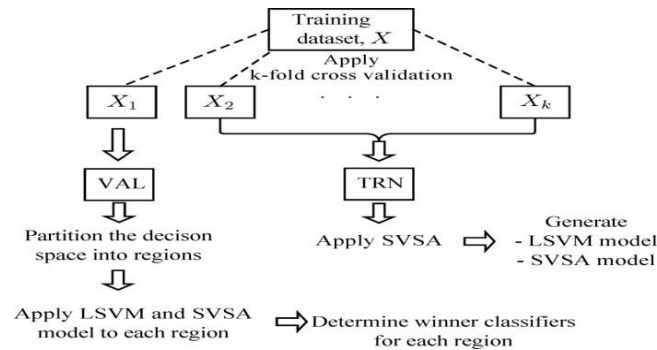 Training
dataset, X
Apply
k-fold cross validation
X1
X2
. . .
Xk
VAL
TRN
Partition the decison
space into regions
Apply SVSA
Generate
- LSVM model
- SVSA model
Apply LSVM and SVSA
model to each region
Determine winner classifiers
for each region